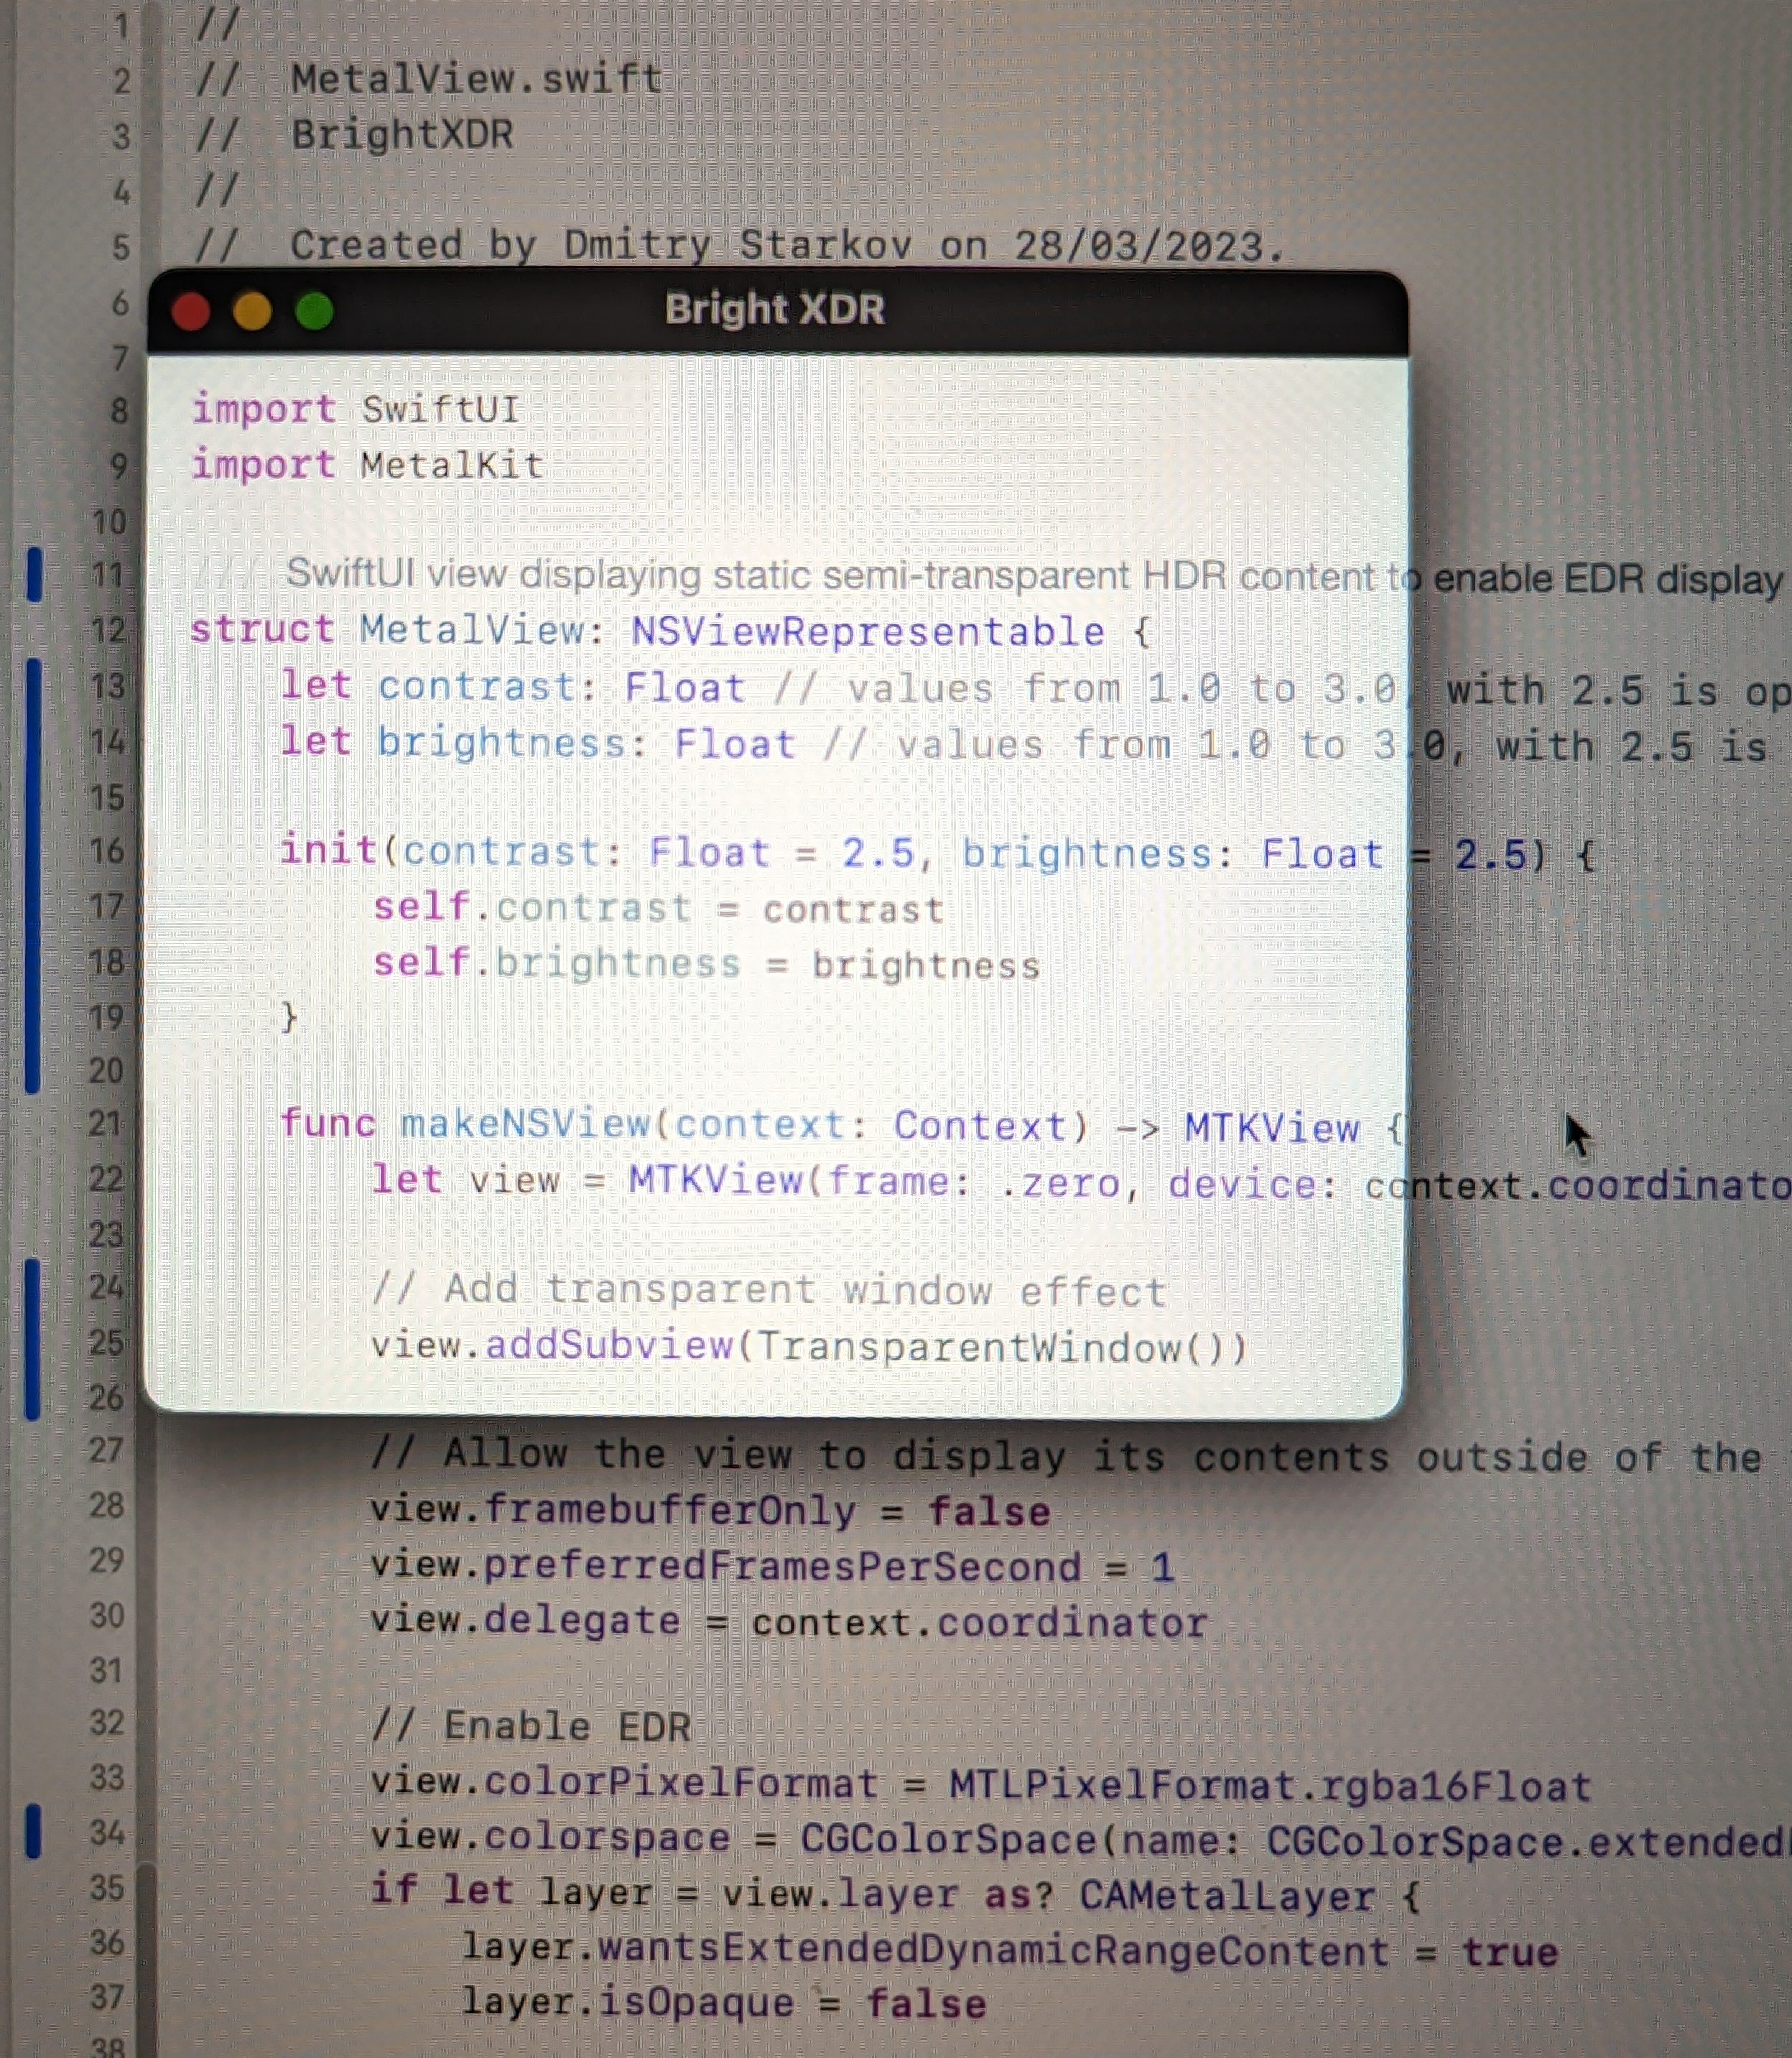 1 //
2 //  MetalView.swift
3 //  BrightXDR
4 //
5 //  Created by Dmitry Starkov on 28/03/2023.
6
Bright XDR
7
8 import SwiftUI
9 import MetalKit
10
11 /// SwiftUI view displaying static semi-transparent HDR content to enable EDR display
12 struct MetalView: NSViewRepresentable {
13     let contrast: Float // values from 1.0 to 3.0, with 2.5 is op
14     let brightness: Float // values from 1.0 to 3.0, with 2.5 is
15
16     init(contrast: Float = 2.5, brightness: Float = 2.5) {
17         self.contrast = contrast
18         self.brightness = brightness
19     }
20
21     func makeNSView(context: Context) -> MTKView {
22         let view = MTKView(frame: .zero, device: context.coordinato
23
24         // Add transparent window effect
25         view.addSubview(TransparentWindow())
26
27         // Allow the view to display its contents outside of the
28         view.framebufferOnly = false
29         view.preferredFramesPerSecond = 1
30         view.delegate = context.coordinator
31
32         // Enable EDR
33         view.colorPixelFormat = MTLPixelFormat.rgba16Float
34         view.colorspace = CGColorSpace(name: CGColorSpace.extended
35         if let layer = view.layer as? CAMetalLayer {
36             layer.wantsExtendedDynamicRangeContent = true
37             layer.isOpaque = false
38